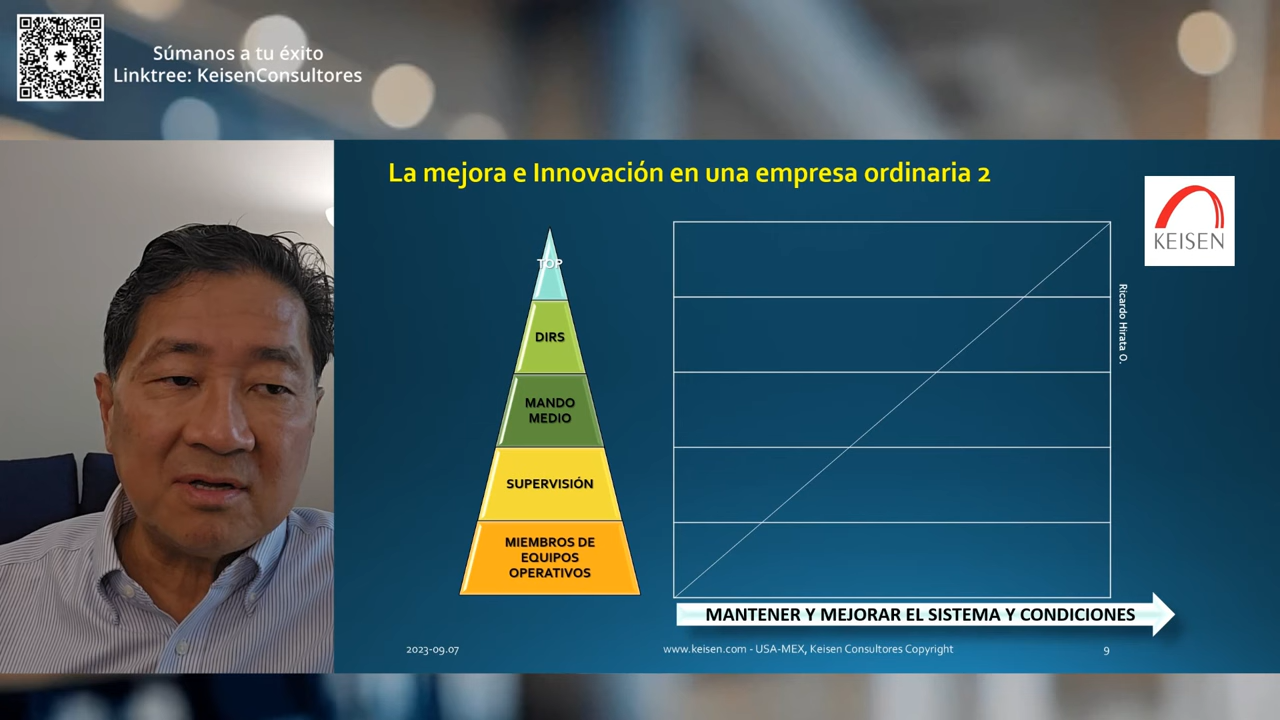 Súmanos a tu éxito
Linktree: KeisenConsultores
La mejora e Innovación en una empresa ordinaria 2
KEISEN
Ricardo Hirata O.
TOP
DIRS
MANDO
MEDIO
SUPERVISIÓN
MIEMBROS DE
EQUIPOS
OPERATIVOS
MANTENER Y MEJORAR EL SISTEMA Y CONDICIONES
2023-09.07
www.keisen.com - USA-MEX, Keisen Consultores Copyright
9